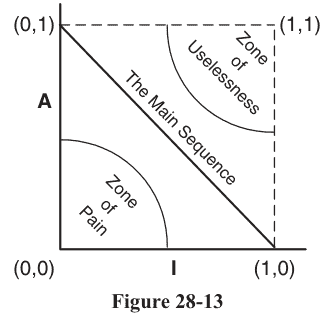 (0,1)
(1,1)
Zone
of
Uselessness
A
The Main Sequence
Zone
of
Pain
(0,0)
I
(1,0)
Figure 28-13